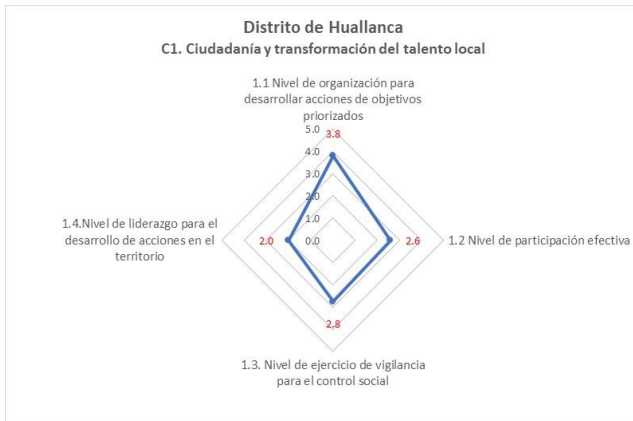 Distrito de Huallanca
C1. Ciudadanía y transformación del talento local
1.1 Nivel de organización para
desarrollar acciones de objetivos
priorizados
5.0
3.8
4.0
3.0
2.0
1.0
0.0
1.4.Nivel de liderazgo para el
desarrollo de acciones en el
territorio
2.0
2.6
1.2 Nivel de participación efectiva
2.8
1.3. Nivel de ejercicio de vigilancia
para el control social